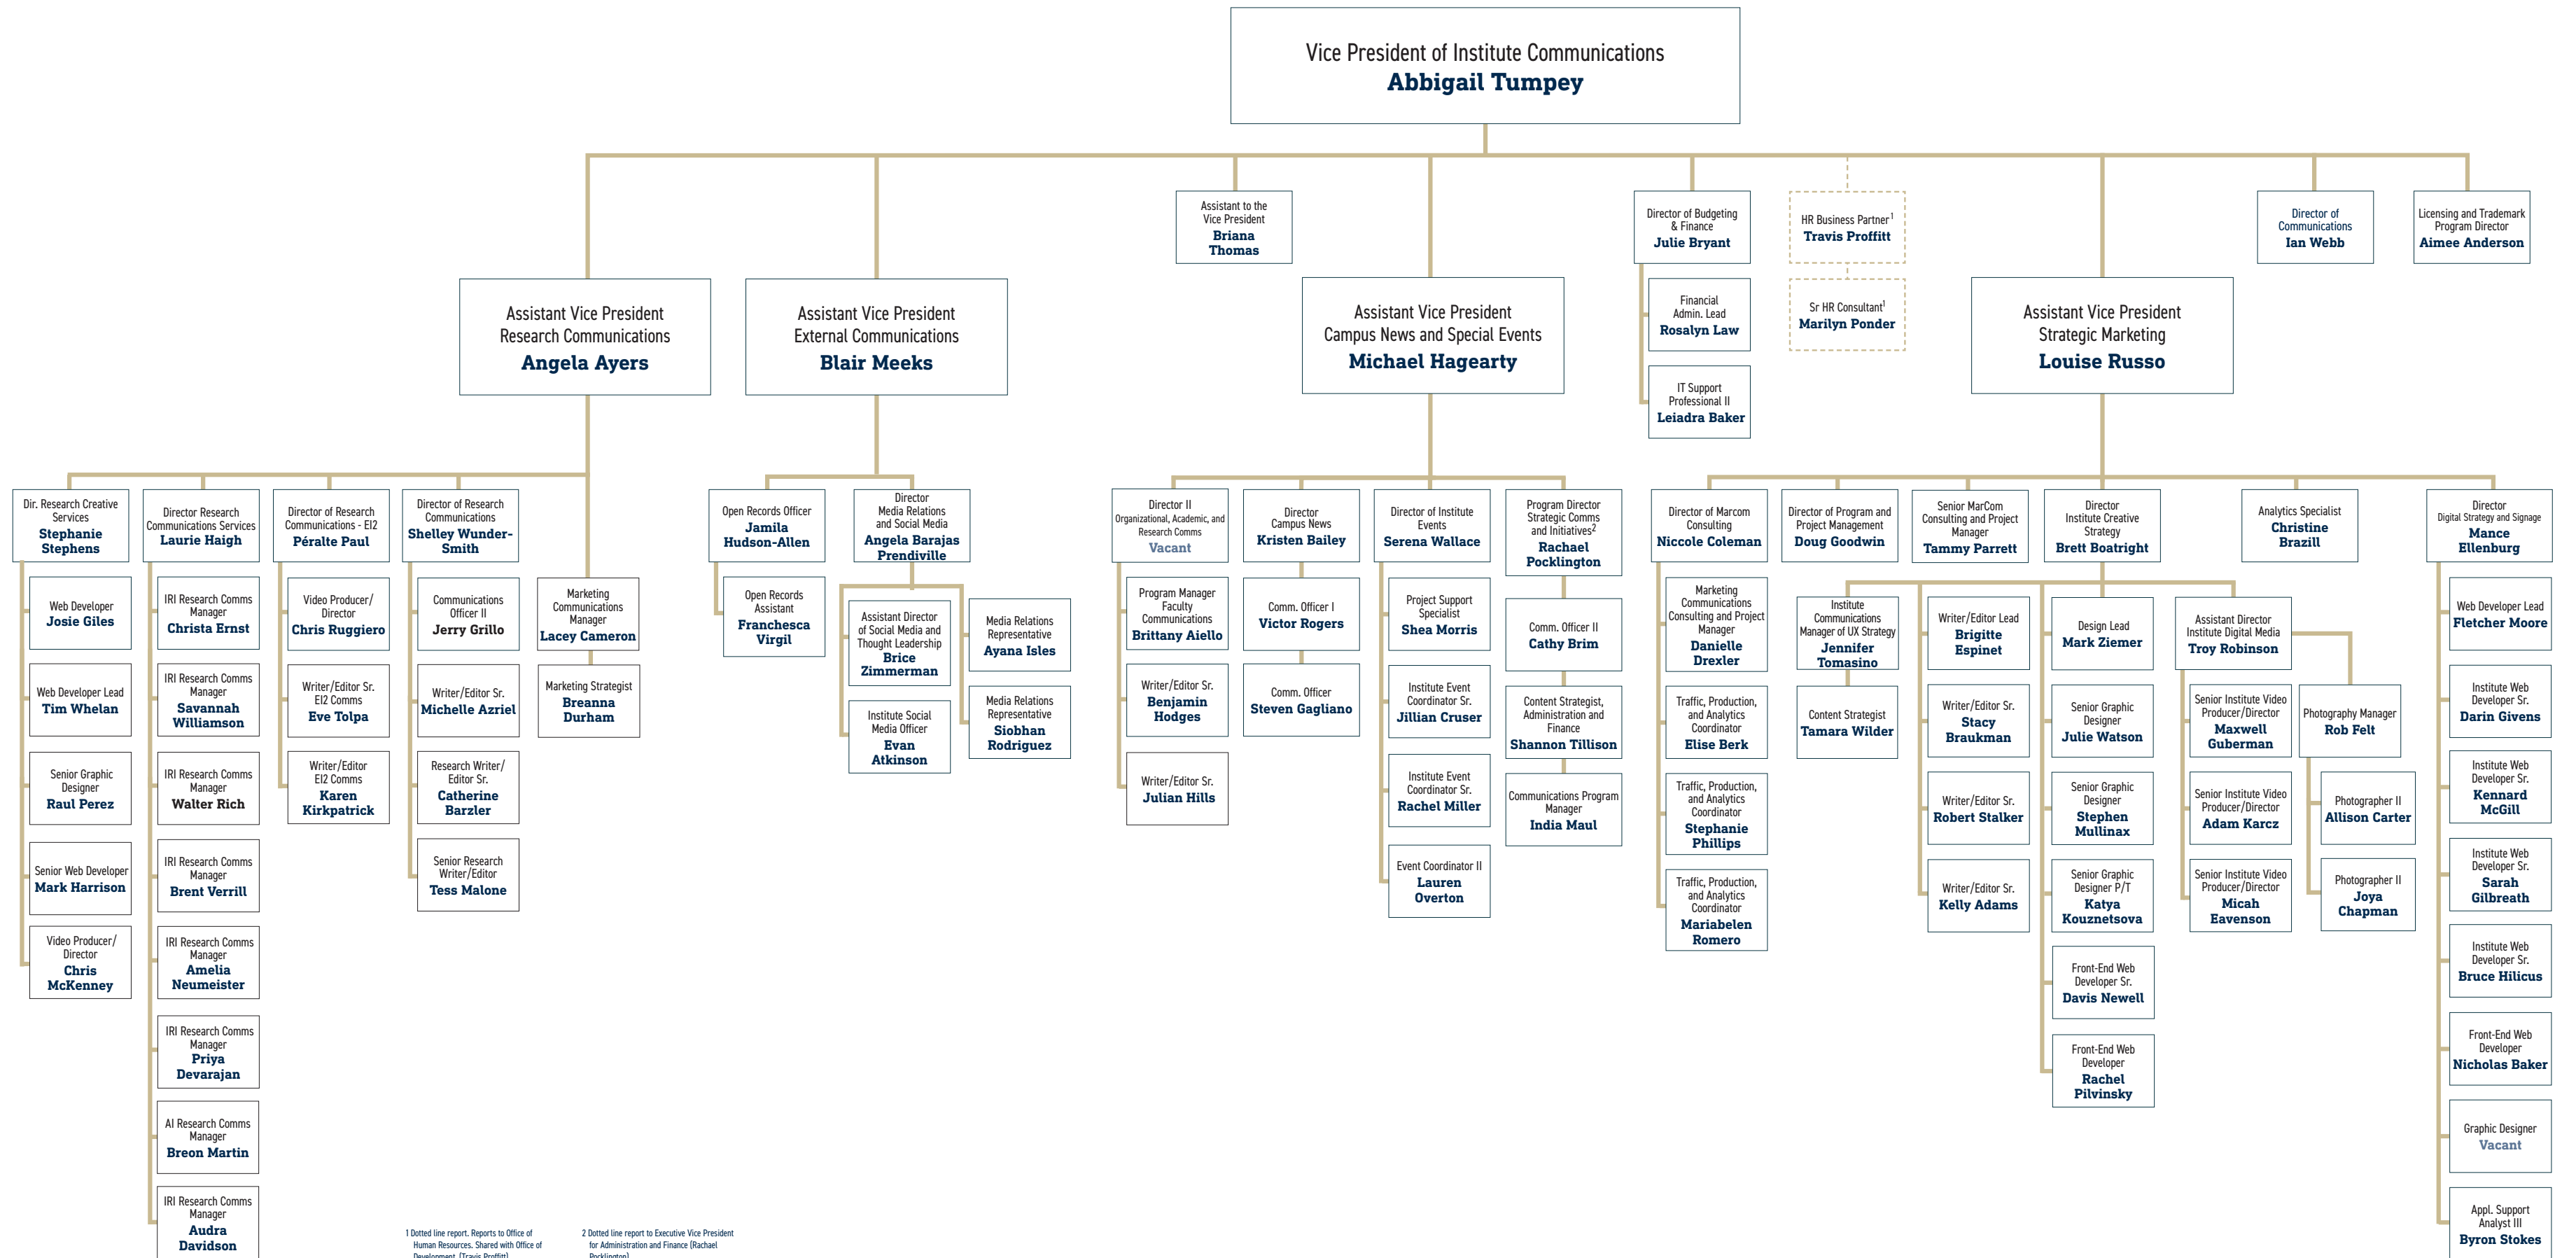 Vice President of Institute Communications
Abbigail Tumpey
Assistant to the
Vice President
Briana
Thomas
Director of Budgeting
& Finance
Julie Bryant
HR Business Partner1
Travis Proffitt
Director of
Communications
Ian Webb
Licensing and Trademark
Program Director
Aimee Anderson
Financial
Admin. Lead
Rosalyn Law
Sr HR Consultant1
Marilyn Ponder
IT Support
Professional II
Leiadra Baker
Assistant Vice President
Research Communications
Angela Ayers
Assistant Vice President
External Communications
Blair Meeks
Assistant Vice President
Campus News and Special Events
Michael Hagearty
Assistant Vice President
Strategic Marketing
Louise Russo
Dir. Research Creative
Services
Stephanie
Stephens
Web Developer
Josie Giles
Web Developer Lead
Tim Whelan
Senior Graphic
Designer
Raul Perez
Senior Web Developer
Mark Harrison
Video Producer/
Director
Chris
McKenney
Director Research
Communications Services
Laurie Haigh
IRI Research Comms
Manager
Christa Ernst
IRI Research Comms
Manager
Savannah
Williamson
IRI Research Comms
Manager
Walter Rich
IRI Research Comms
Manager
Brent Verrill
IRI Research Comms
Manager
Amelia
Neumeister
IRI Research Comms
Manager
Priya
Devarajan
AI Research Comms
Manager
Breon Martin
IRI Research Comms
Manager
Audra
Davidson
Director of Research
Communications - EI2
Péralte Paul
Video Producer/
Director
Chris Ruggiero
Writer/Editor Sr.
EI2 Comms
Eve Tolpa
Writer/Editor
EI2 Comms
Karen
Kirkpatrick
Director of Research
Communications
Shelley Wunder-
Smith
Communications
Officer II
Jerry Grillo
Writer/Editor Sr.
Michelle Azriel
Research Writer/
Editor Sr.
Catherine
Barzler
Senior Research
Writer/Editor
Tess Malone
Marketing
Communications
Manager
Lacey Cameron
Marketing Strategist
Breanna
Durham
Open Records Officer
Jamila
Hudson-Allen
Open Records
Assistant
Franchesca
Virgil
Director
Media Relations
and Social Media
Angela Barajas
Prendiville
Assistant Director
of Social Media and
Thought Leadership
Brice
Zimmerman
Institute Social
Media Officer
Evan
Atkinson
Media Relations
Representative
Ayana Isles
Media Relations
Representative
Siobhan
Rodriguez
Director II
Organizational, Academic, and
Research Comms
Vacant
Program Manager
Faculty
Communications
Brittany Aiello
Writer/Editor Sr.
Benjamin
Hodges
Writer/Editor Sr.
Julian Hills
Director
Campus News
Kristen Bailey
Comm. Officer I
Victor Rogers
Comm. Officer
Steven Gagliano
Director of Institute
Events
Serena Wallace
Project Support
Specialist
Shea Morris
Institute Event
Coordinator Sr.
Jillian Cruser
Institute Event
Coordinator Sr.
Rachel Miller
Event Coordinator II
Lauren
Overton
Program Director
Strategic Comms
and Initiatives2
Rachael
Pocklington
Comm. Officer II
Cathy Brim
Content Strategist,
Administration and
Finance
Shannon Tillison
Communications Program
Manager
India Maul
Director of Marcom
Consulting
Niccole Coleman
Marketing
Communications
Consulting and Project
Manager
Danielle
Drexler
Traffic, Production,
and Analytics
Coordinator
Elise Berk
Traffic, Production,
and Analytics
Coordinator
Stephanie
Phillips
Traffic, Production,
and Analytics
Coordinator
Mariabelen
Romero
Director of Program and
Project Management
Doug Goodwin
Senior MarCom
Consulting and Project
Manager
Tammy Parrett
Director
Institute Creative
Strategy
Brett Boatright
Institute
Communications
Manager of UX Strategy
Jennifer
Tomasino
Content Strategist
Tamara Wilder
Writer/Editor Lead
Brigitte
Espinet
Writer/Editor Sr.
Stacy
Braukman
Writer/Editor Sr.
Robert Stalker
Writer/Editor Sr.
Kelly Adams
Design Lead
Mark Ziemer
Senior Graphic
Designer
Julie Watson
Senior Graphic
Designer
Stephen
Mullinax
Senior Graphic
Designer P/T
Katya
Kouznetsova
Front-End Web
Developer Sr.
Davis Newell
Front-End Web
Developer
Rachel
Pilvinsky
Assistant Director
Institute Digital Media
Troy Robinson
Senior Institute Video
Producer/Director
Maxwell
Guberman
Senior Institute Video
Producer/Director
Adam Karcz
Senior Institute Video
Producer/Director
Micah
Eavenson
Photography Manager
Rob Felt
Photographer II
Allison Carter
Photographer II
Joya
Chapman
Analytics Specialist
Christine
Brazill
Director
Digital Strategy and Signage
Mance
Ellenburg
Web Developer Lead
Fletcher Moore
Institute Web
Developer Sr.
Darin Givens
Institute Web
Developer Sr.
Kennard
McGill
Institute Web
Developer Sr.
Sarah
Gilbreath
Institute Web
Developer Sr.
Bruce Hilicus
Front-End Web
Developer
Nicholas Baker
Graphic Designer
Vacant
Appl. Support
Analyst III
Byron Stokes
1 Dotted line report. Reports to Office of
Human Resources. Shared with Office of
Development. (Travis Proffitt)
2 Dotted line report to Executive Vice President
for Administration and Finance (Rachael
Pocklington)